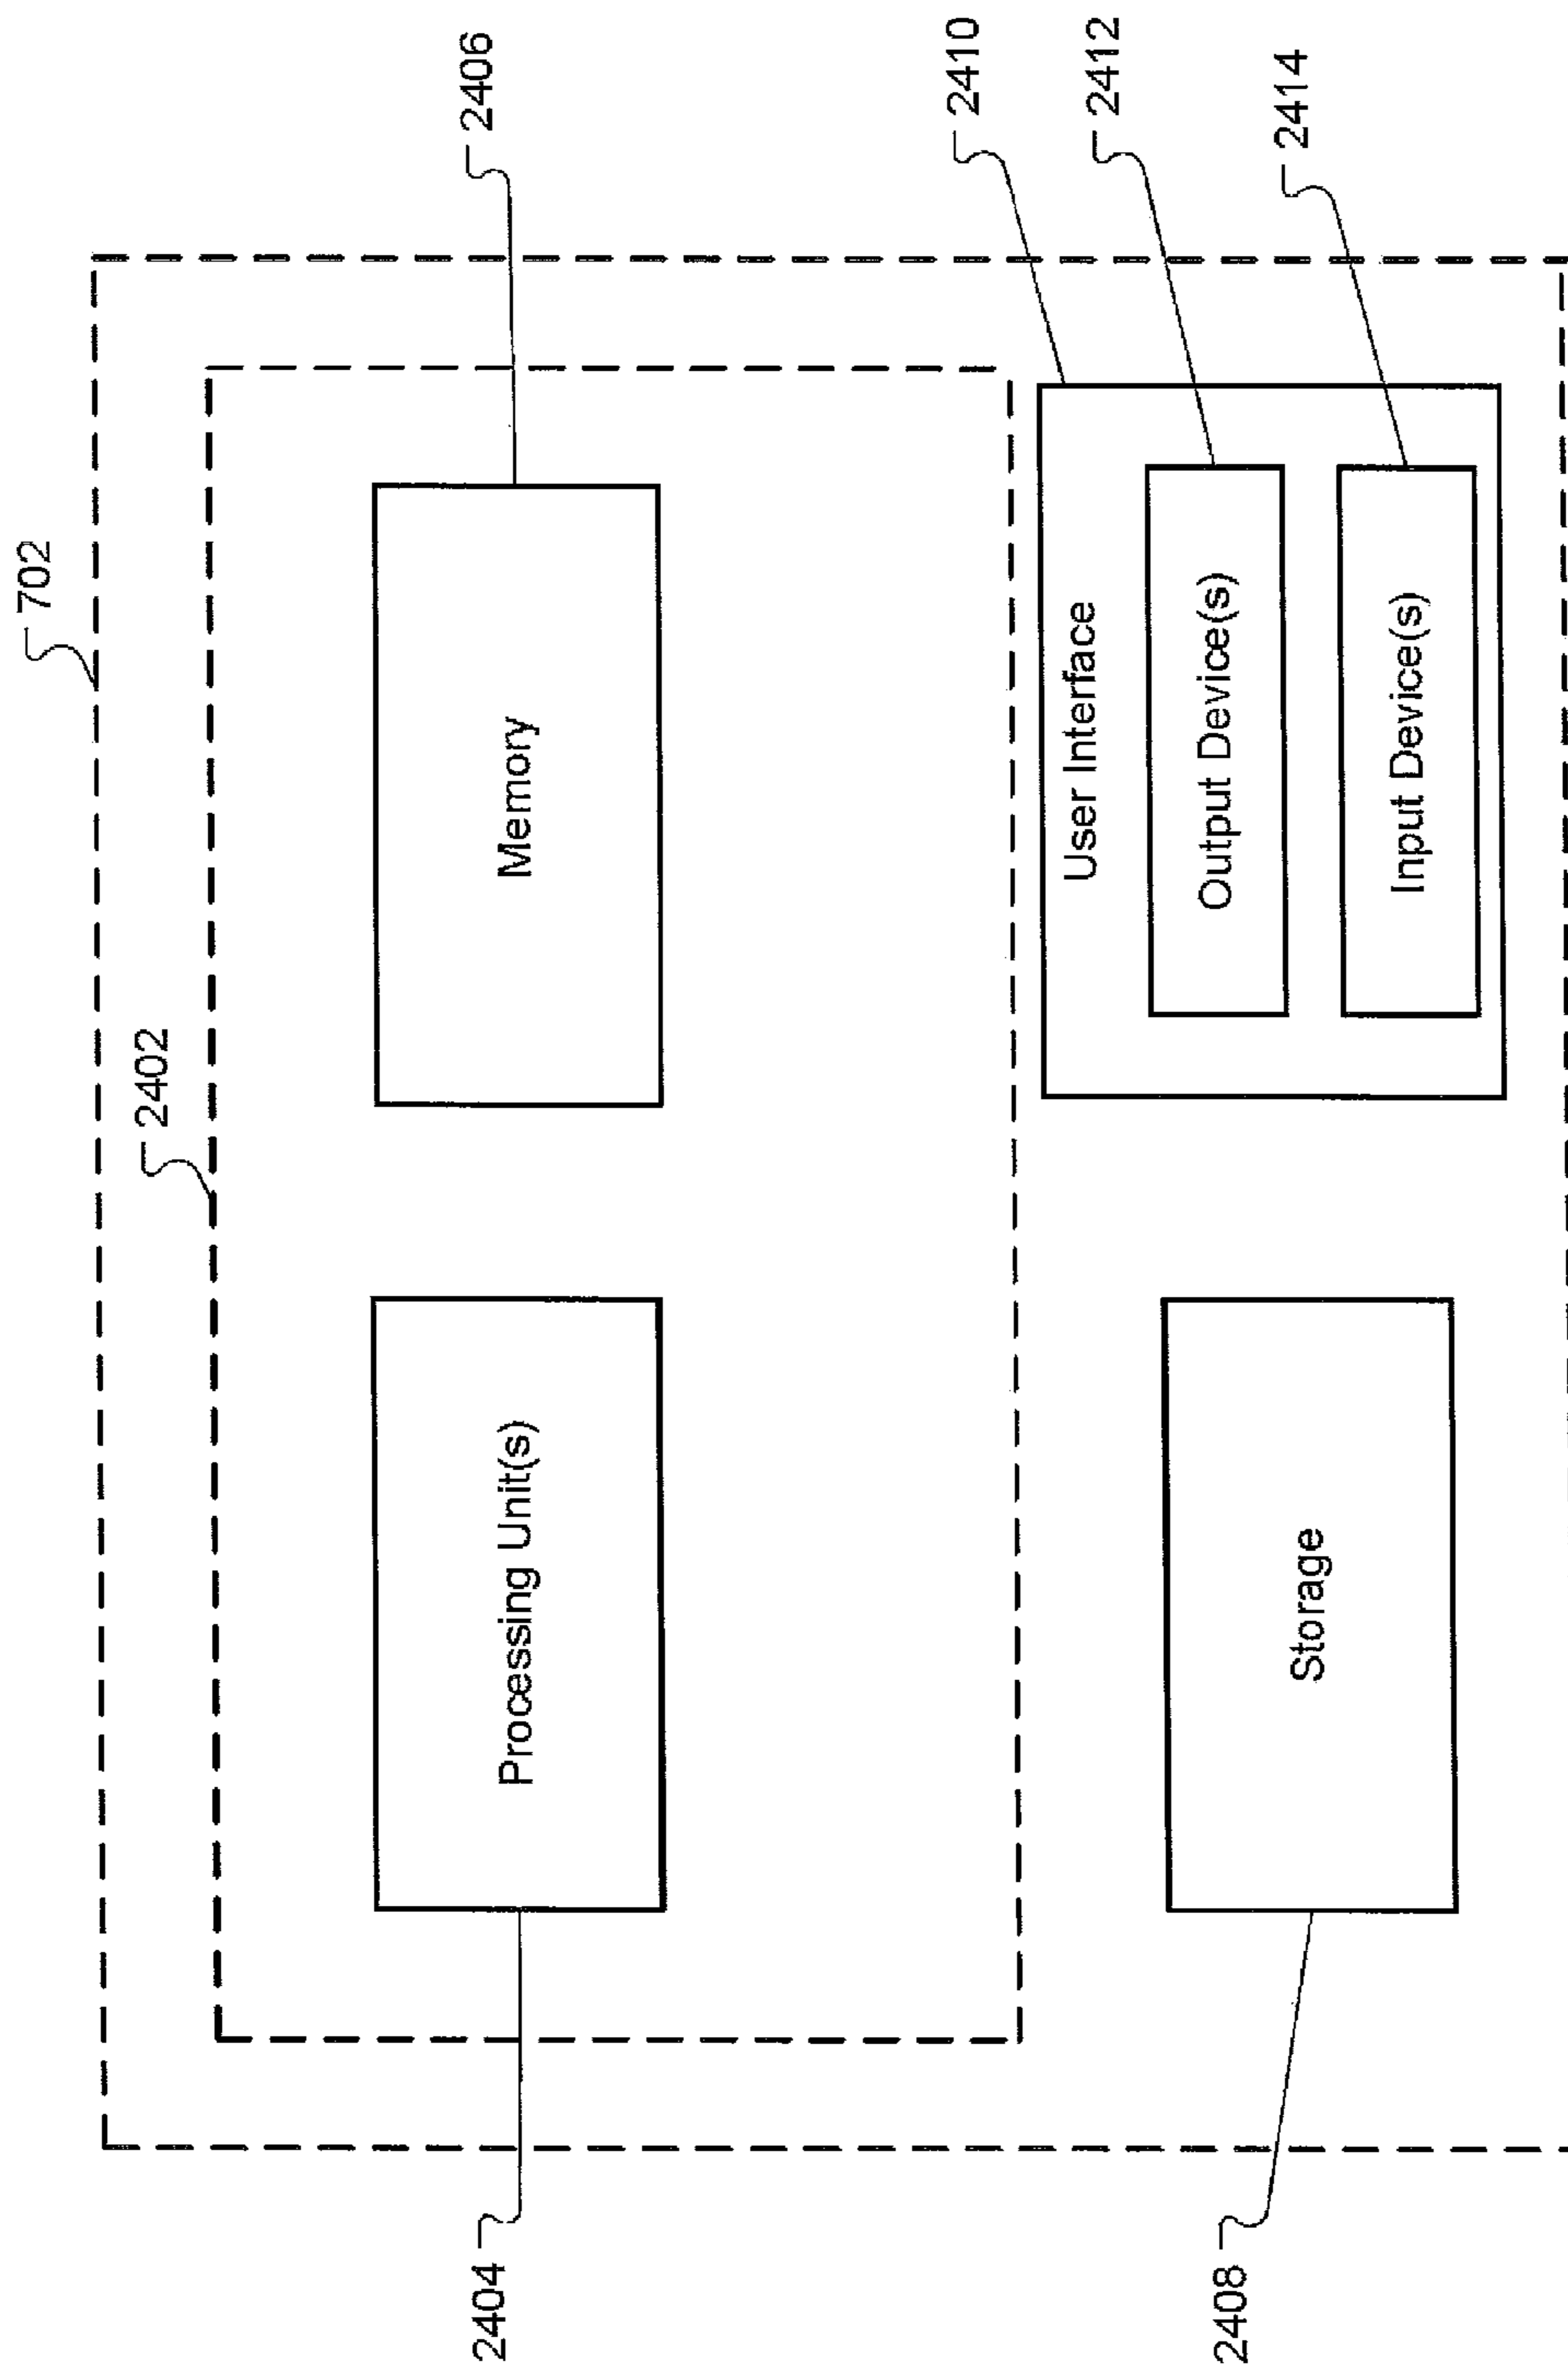 702
2402
2404
Processing Unit(s)
Memory
2406
2408
Storage
User Interface
2410
Output Device(s)
2412
Input Device(s)
2414